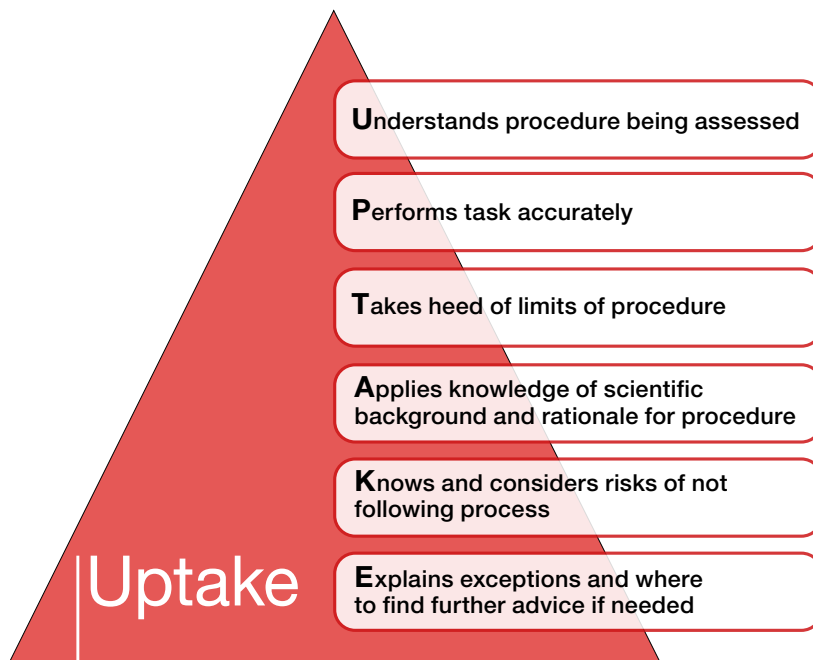 Understands procedure being assessed
Performs task accurately
Takes heed of limits of procedure
Applies knowledge of scientific
background and rationale for procedure
Knows and considers risks of not
following process
Explains exceptions and where
to find further advice if needed
Uptake